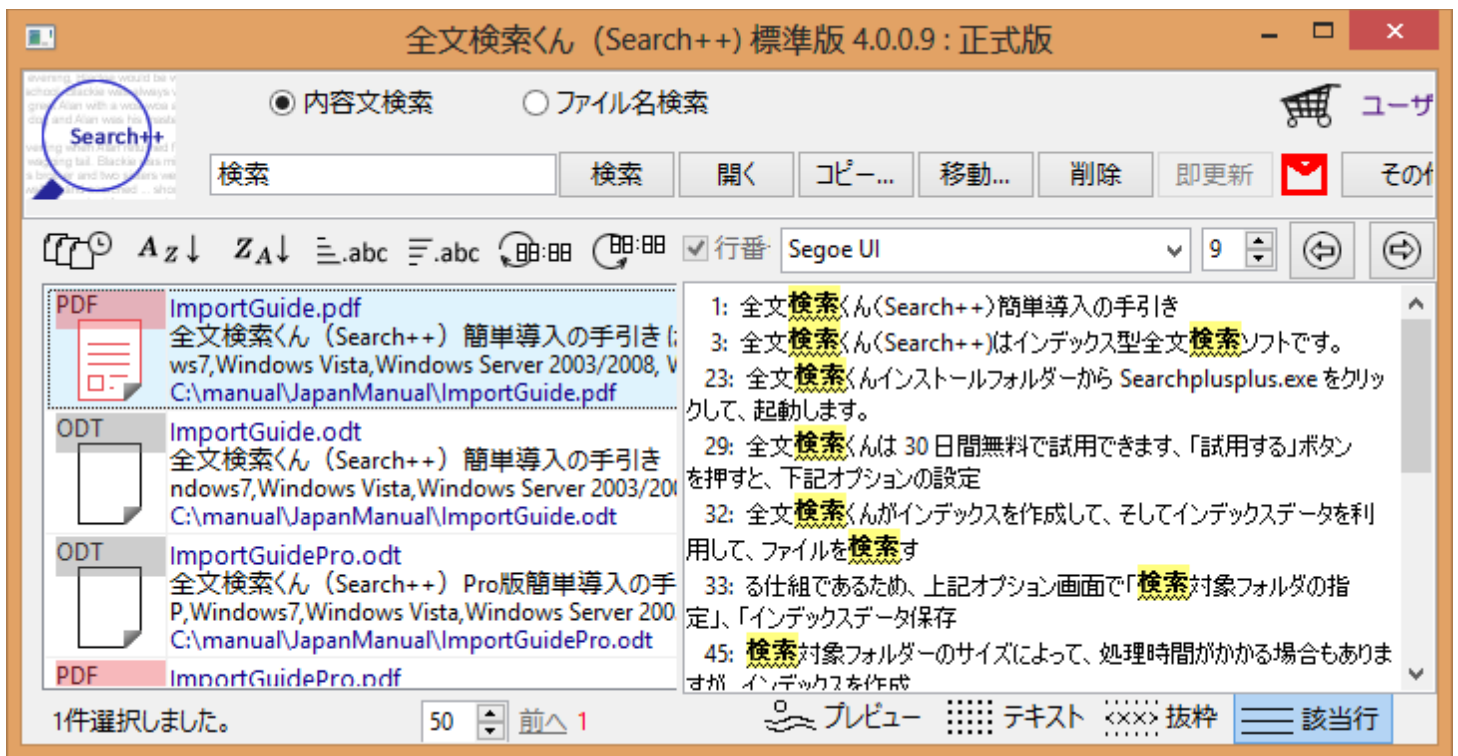 全文検索くん（Search++) 標準版 4.0.0.9 : 正式版
Search++
内容文検索 ファイル名検索 ユーザ
検索 検索 開く コピー... 移動... 削除 即更新 その
A Z↓ Z A↓ .abc .abc 行番 Segoe UI 9
PDF ImportGuide.pdf
全文検索くん（Search++）簡単導入の手引き
ws7,Windows Vista,Windows Server 2003/2008,
C:\manual\JapanManual\ImportGuide.pdf
ODT ImportGuide.odt
全文検索くん（Search++）簡単導入の手引き
ndows7,Windows Vista,Windows Server 2003/200
C:\manual\JapanManual\ImportGuide.odt
ODT ImportGuidePro.odt
全文検索くん（Search++）Pro版簡単導入の手
P,Windows7,Windows Vista,Windows Server 200
C:\manual\JapanManual\ImportGuidePro.odt
PDF ImportGuidePro.pdf
1: 全文検索くん(Search++)簡単導入の手引き
3: 全文検索くん(Search++)はインデックス型全文検索ソフトです。
23: 全文検索くんインストールフォルダーから Searchplusplus.exe をクリッ
クして、起動します。
29: 全文検索くんは 30 日間無料で試用できます、「試用する」ボタン
を押すと、下記オプションの設定
32: 全文検索くんがインデックスを作成して、そしてインデックスデータを利
用して、ファイルを検索す
33: る仕組であるため、上記オプション画面で「検索対象フォルダの指
定」、「インデックスデータ保存
45: 検索対象フォルダーのサイズによって、処理時間がかかる場合もありま
すが、インデックスを作成
1件選択しました。 50 前へ 1 プレビュー テキスト 抜粋 該当行